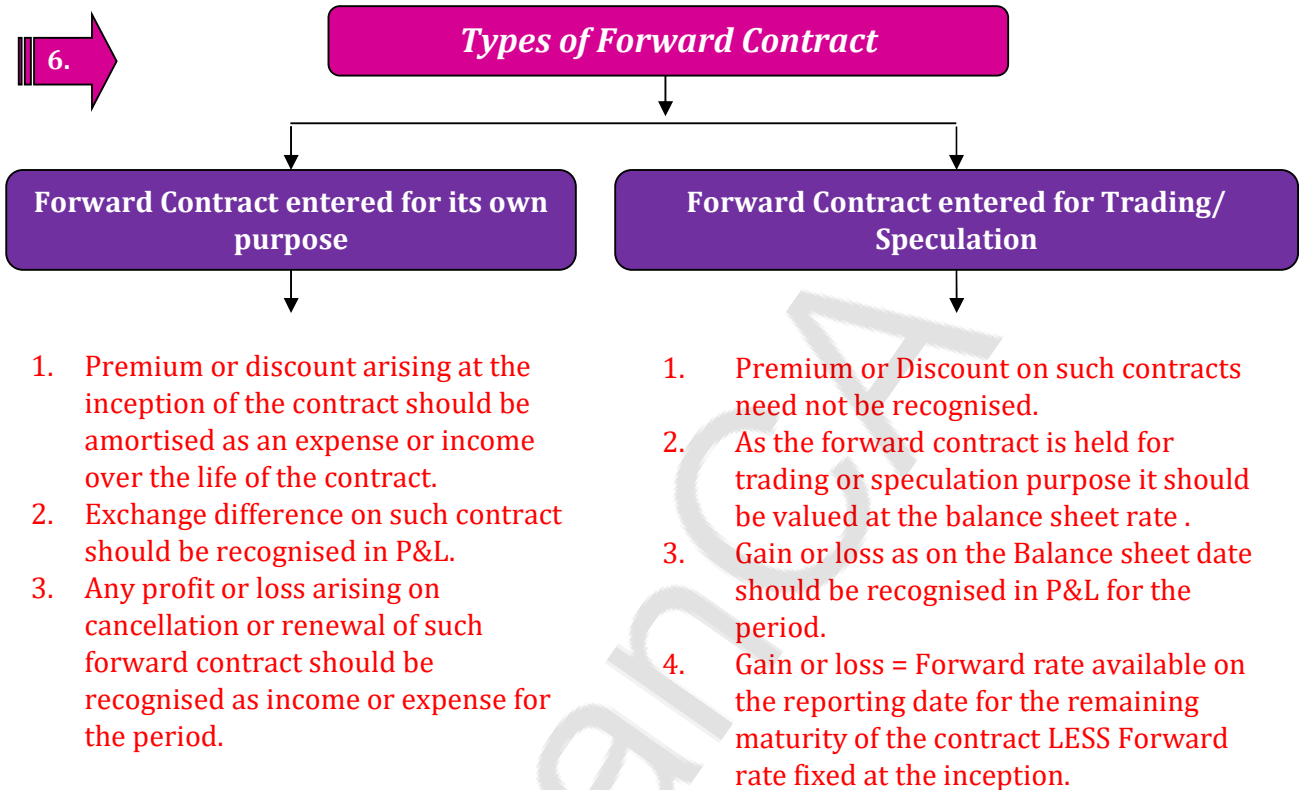 6.
Types of Forward Contract
Forward Contract entered for its own
purpose
Forward Contract entered for Trading/
Speculation
1. Premium or discount arising at the
inception of the contract should be
amortised as an expense or income
over the life of the contract.
2. Exchange difference on such contract
should be recognised in P&L.
3. Any profit or loss arising on
cancellation or renewal of such
forward contract should be
recognised as income or expense for
the period.
1. Premium or Discount on such contracts
need not be recognised.
2. As the forward contract is held for
trading or speculation purpose it should
be valued at the balance sheet rate .
3. Gain or loss as on the Balance sheet date
should be recognised in P&L for the
period.
4. Gain or loss = Forward rate available on
the reporting date for the remaining
maturity of the contract LESS Forward
rate fixed at the inception.